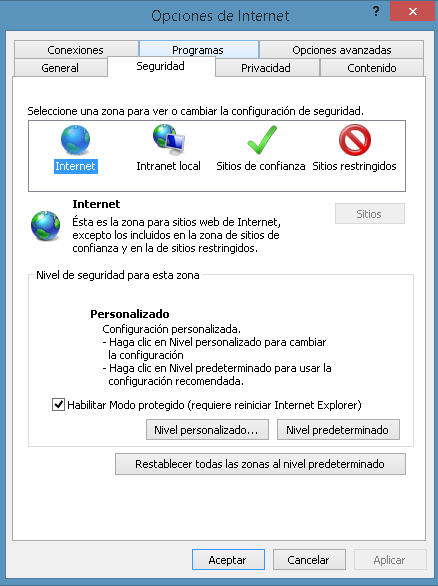 Opciones de Internet
?
Conexiones
Programas
Opciones avanzadas
General
Seguridad
Privacidad
Contenido
Seleccione una zona para ver o cambiar la configuración de seguridad.
Internet
Intranet local
Sitios de confianza
Sitios restringidos
Internet
Ésta es la zona para sitios web de Internet,
excepto los incluidos en la zona de sitios de
confianza y en la de sitios restringidos.
Sitios
Nivel de seguridad para esta zona
Personalizado
Configuración personalizada.
- Haga clic en Nivel personalizado para cambiar
la configuración
- Haga clic en Nivel predeterminado para usar la
configuración recomendada.
Habilitar Modo protegido (requiere reiniciar Internet Explorer)
Nivel personalizado...
Nivel predeterminado
Restablecer todas las zonas al nivel predeterminado
Aceptar
Cancelar
Aplicar